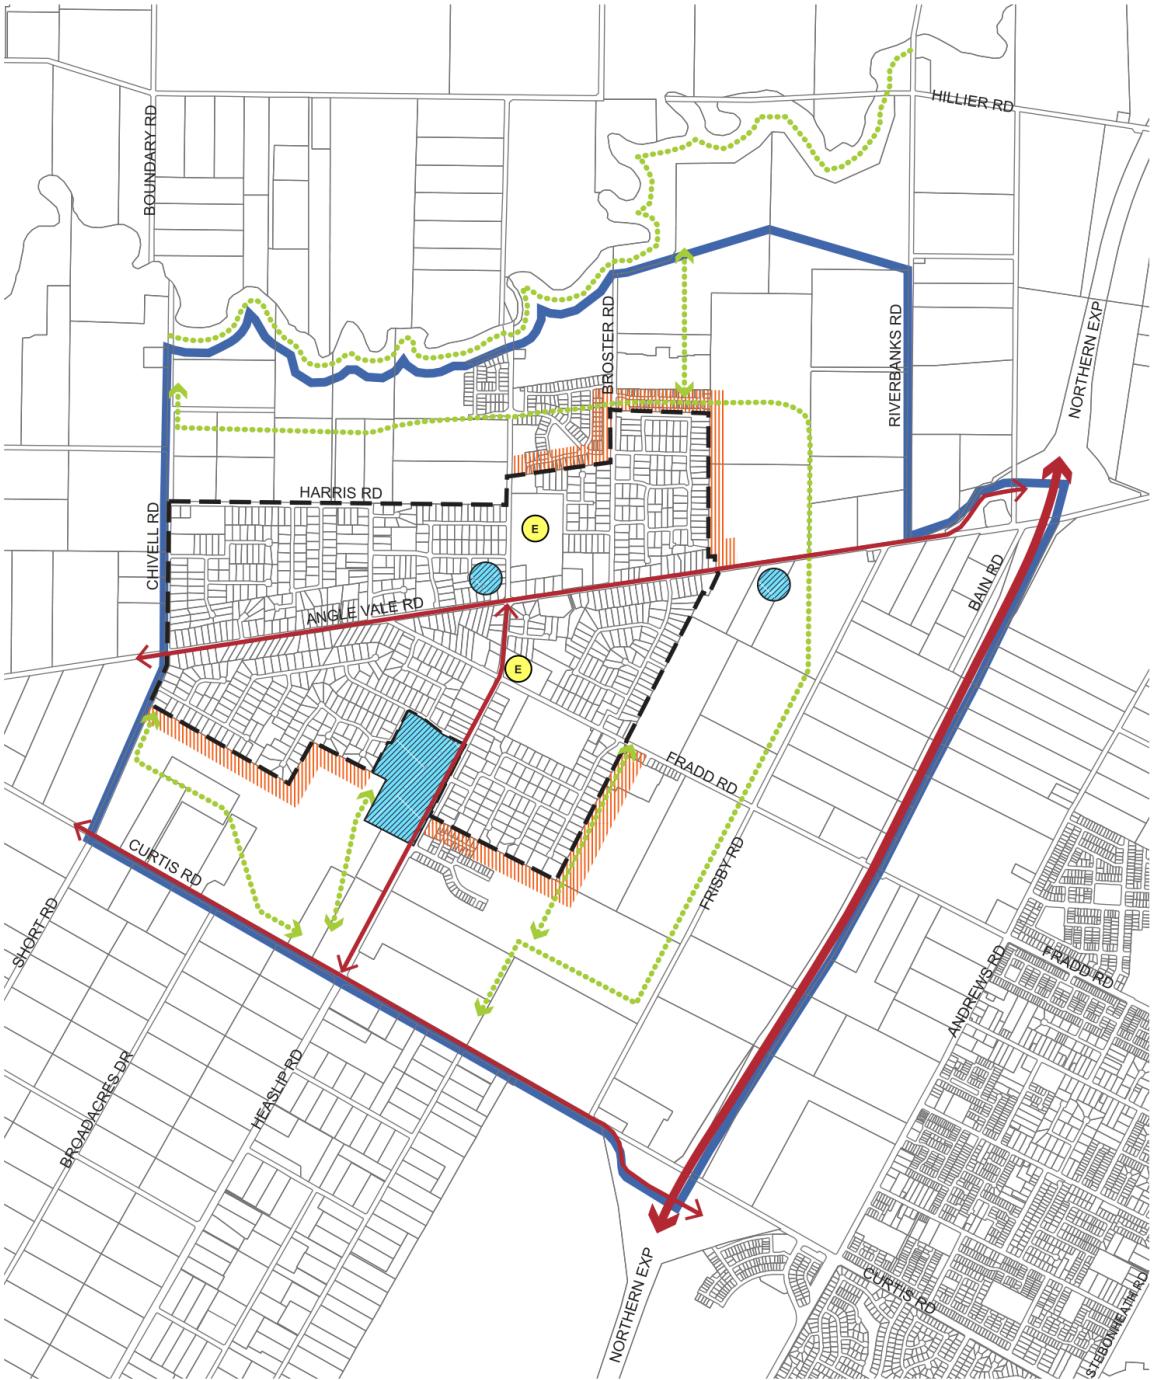 HILLIER RD
BOUNDARY RD
BROSTER RD
RIVERBANKS RD
NORTHERN EXP
HARRIS RD
CHIVELL RD
E
BAIN RD
ANGLE VALE RD
E
FRADD RD
CURTIS RD
FRISBY RD
SHORT RD
ANDREWS RD
FRADD RD
BROADACRES DR
HEASLIP RD
NORTHERN EXP
CURTIS RD
STEBONHEATH RD